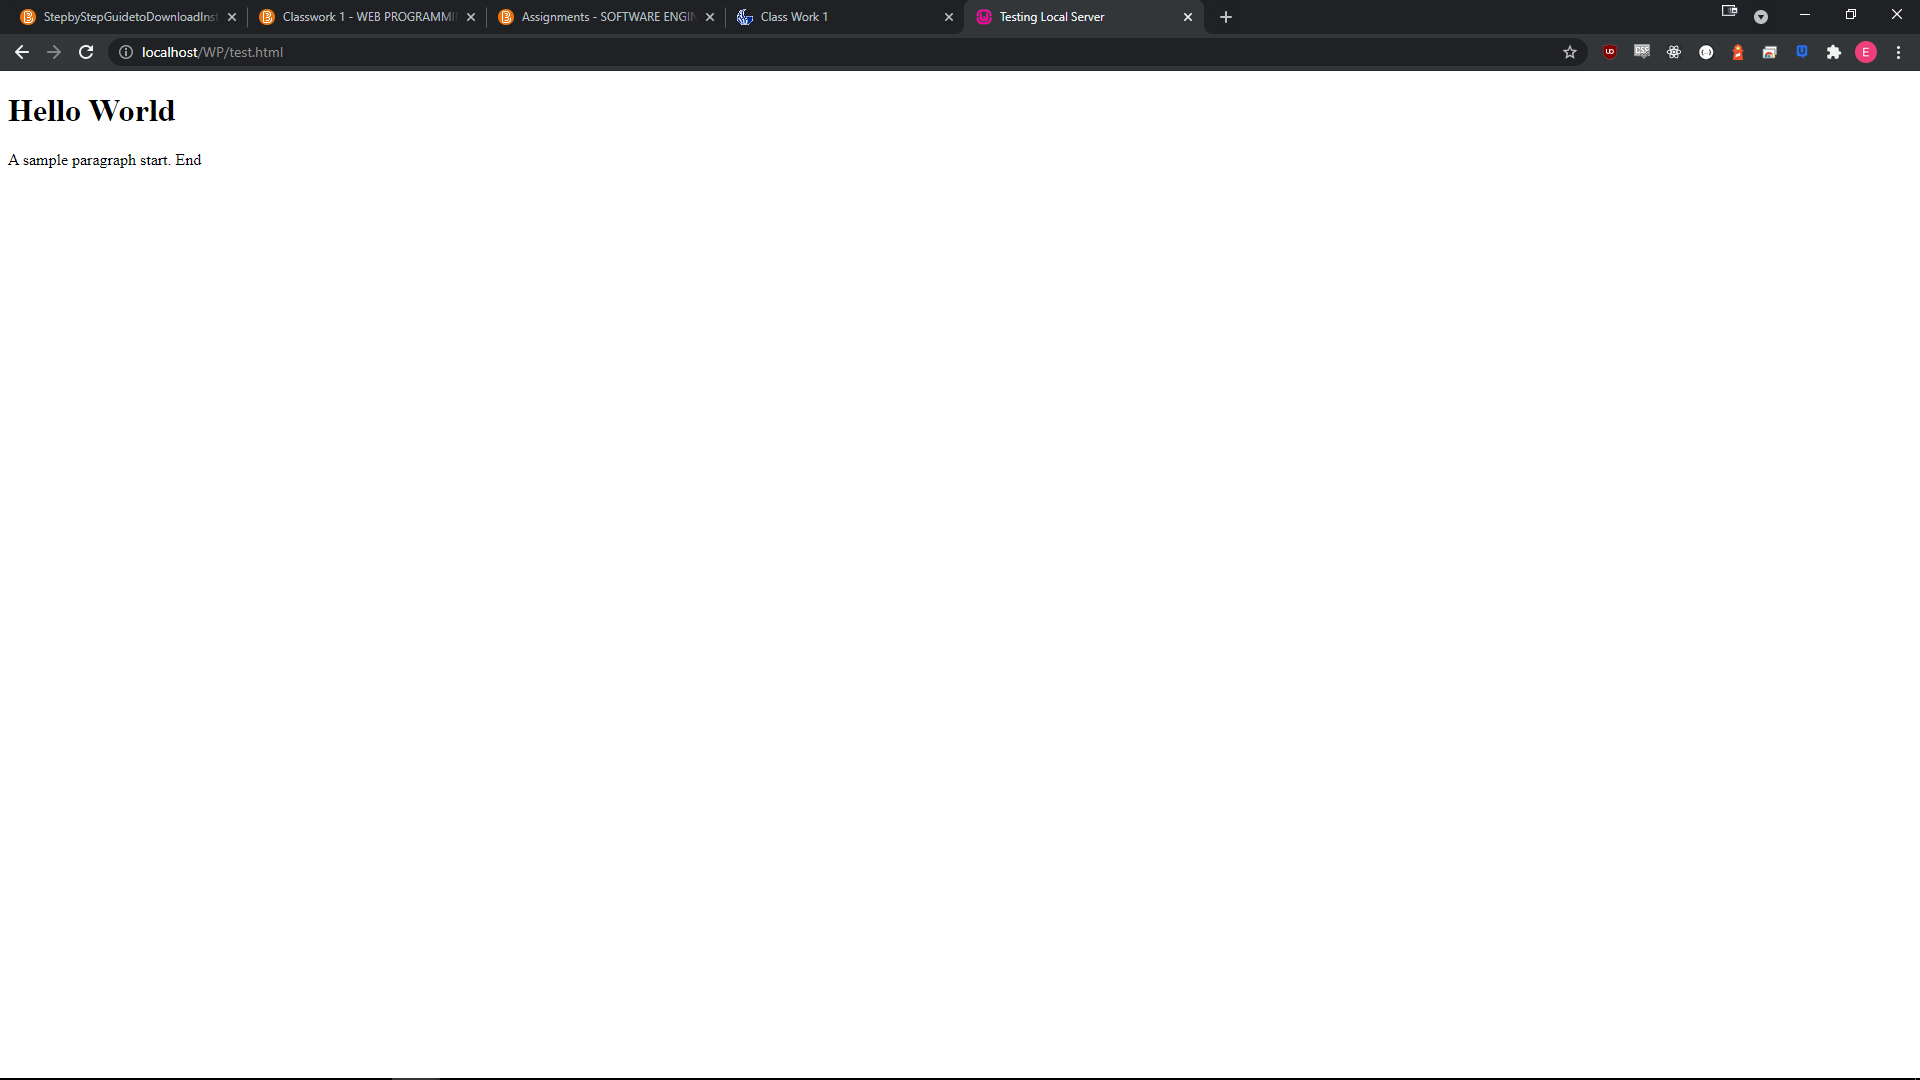 StepbyStepGuidetoDownloadInst
Classwork 1 - WEB PROGRAMMI
Assignments - SOFTWARE ENGIN
Class Work 1
Testing Local Server
localhost/WP/test.html
E
Hello World
A sample paragraph start. End